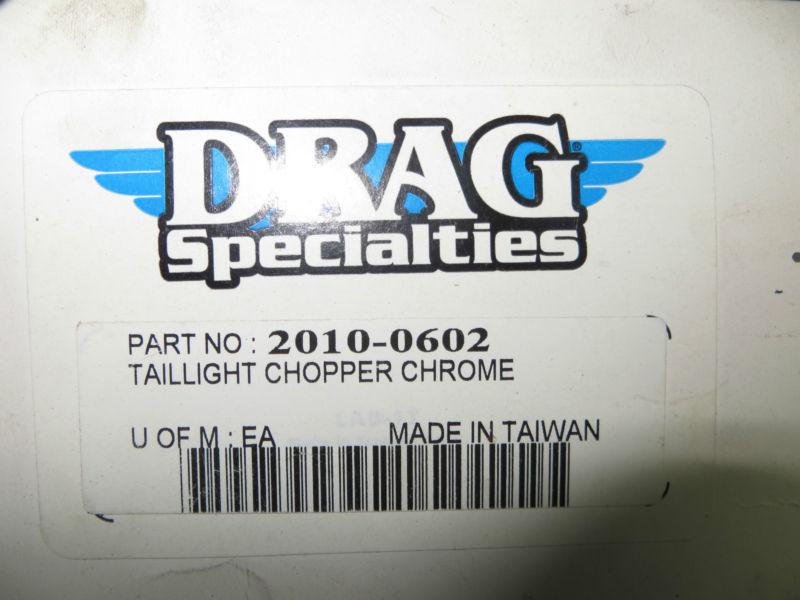 DRAG®
Specialties
PART NO : 2010-0602
TAILLIGHT CHOPPER CHROME
U OF M : EA MADE IN TAIWAN